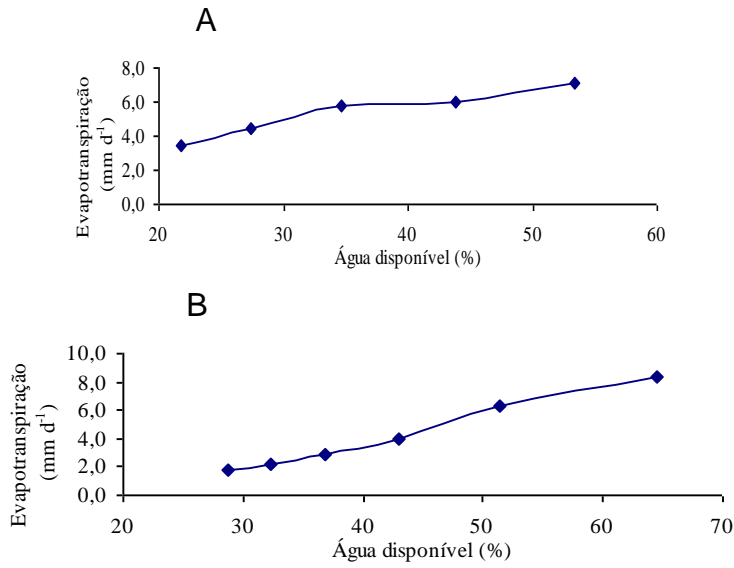 A
Evapotranspiração
(mm d-1)
8,0
6,0
4,0
2,0
0,0
20 30 40 50 60
Água disponível (%)
B
Evapotranspiração
(mm d-1)
10,0
8,0
6,0
4,0
2,0
0,0
20 30 40 50 60 70
Água disponível (%)